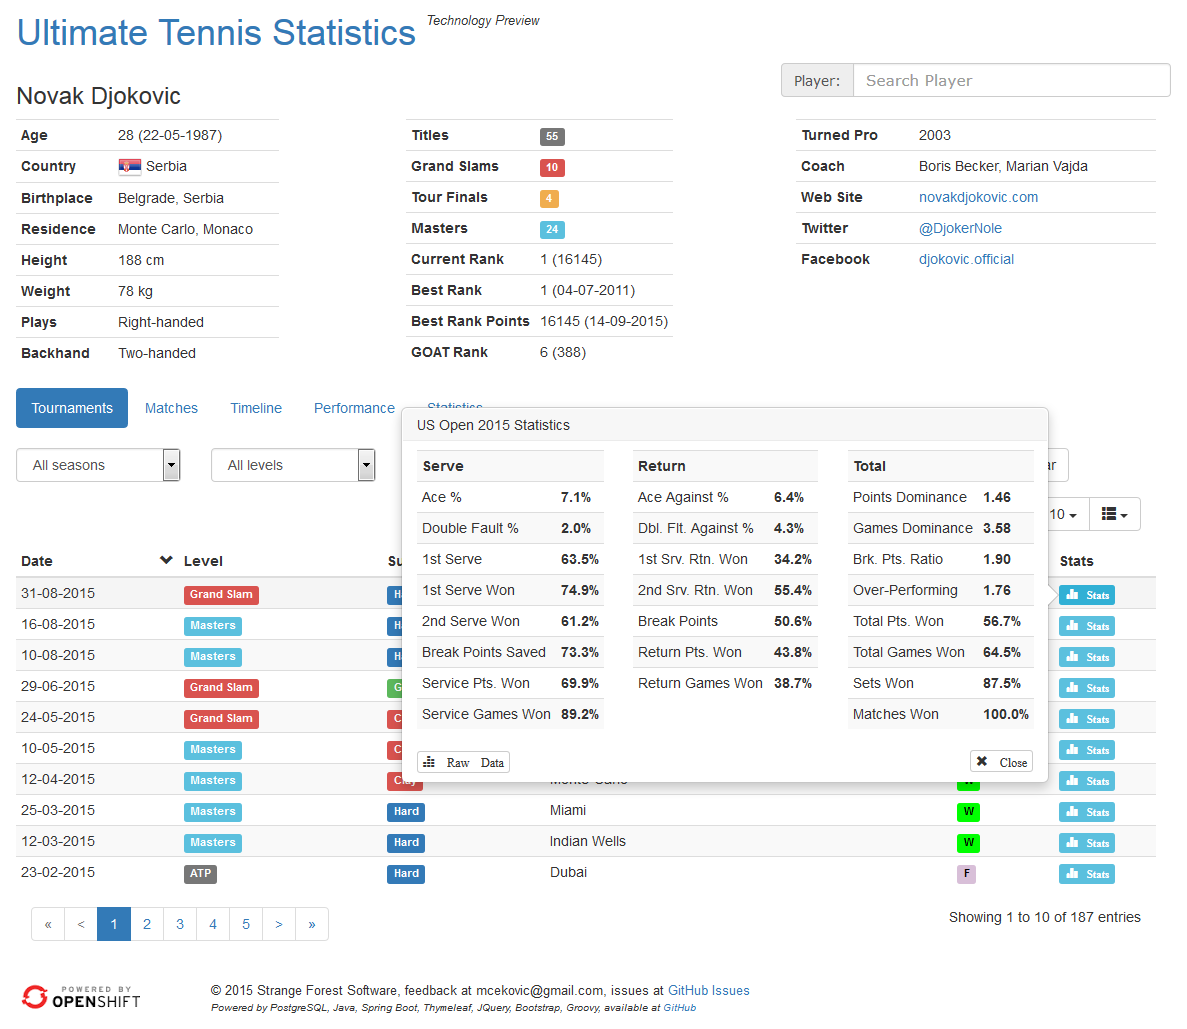 Ultimate Tennis Statistics Technology Preview
Player: Search Player
Novak Djokovic
Age 28 (22-05-1987)
Country Serbia
Birthplace Belgrade, Serbia
Residence Monte Carlo, Monaco
Height 188 cm
Weight 78 kg
Plays Right-handed
Backhand Two-handed
Titles 55
Grand Slams 10
Tour Finals 4
Masters 24
Current Rank 1 (16145)
Best Rank 1 (04-07-2011)
Best Rank Points 16145 (14-09-2015)
GOAT Rank 6 (388)
Turned Pro 2003
Coach Boris Becker, Marian Vajda
Web Site novakdjokovic.com
Twitter @DjokerNole
Facebook djokovic.official
Tournaments Matches Timeline Performance Statistics
All seasons All levels
10
US Open 2015 Statistics
Serve
Ace % 7.1%
Double Fault % 2.0%
1st Serve 63.5%
1st Serve Won 74.9%
2nd Serve Won 61.2%
Break Points Saved 73.3%
Service Pts. Won 69.9%
Service Games Won 89.2%
Return
Ace Against % 6.4%
Dbl. Flt. Against % 4.3%
1st Srv. Rtn. Won 34.2%
2nd Srv. Rtn. Won 55.4%
Break Points 50.6%
Return Pts. Won 43.8%
Return Games Won 38.7%
Total
Points Dominance 1.46
Games Dominance 3.58
Brk. Pts. Ratio 1.90
Over-Performing 1.76
Total Pts. Won 56.7%
Total Games Won 64.5%
Sets Won 87.5%
Matches Won 100.0%
Raw Data Close
Date Level Stats
31-08-2015 Grand Slam Stats
16-08-2015 Masters Stats
10-08-2015 Masters Stats
29-06-2015 Grand Slam Stats
24-05-2015 Grand Slam Stats
10-05-2015 Masters Stats
12-04-2015 Masters Clay Monte Carlo W Stats
25-03-2015 Masters Hard Miami W Stats
12-03-2015 Masters Hard Indian Wells W Stats
23-02-2015 ATP Hard Dubai F Stats
« < 1 2 3 4 5 > »
Showing 1 to 10 of 187 entries
POWERED BY
OPENSHIFT
© 2015 Strange Forest Software, feedback at mcekovic@gmail.com, issues at GitHub Issues
Powered by PostgreSQL, Java, Spring Boot, Thymeleaf, JQuery, Bootstrap, Groovy, available at GitHub